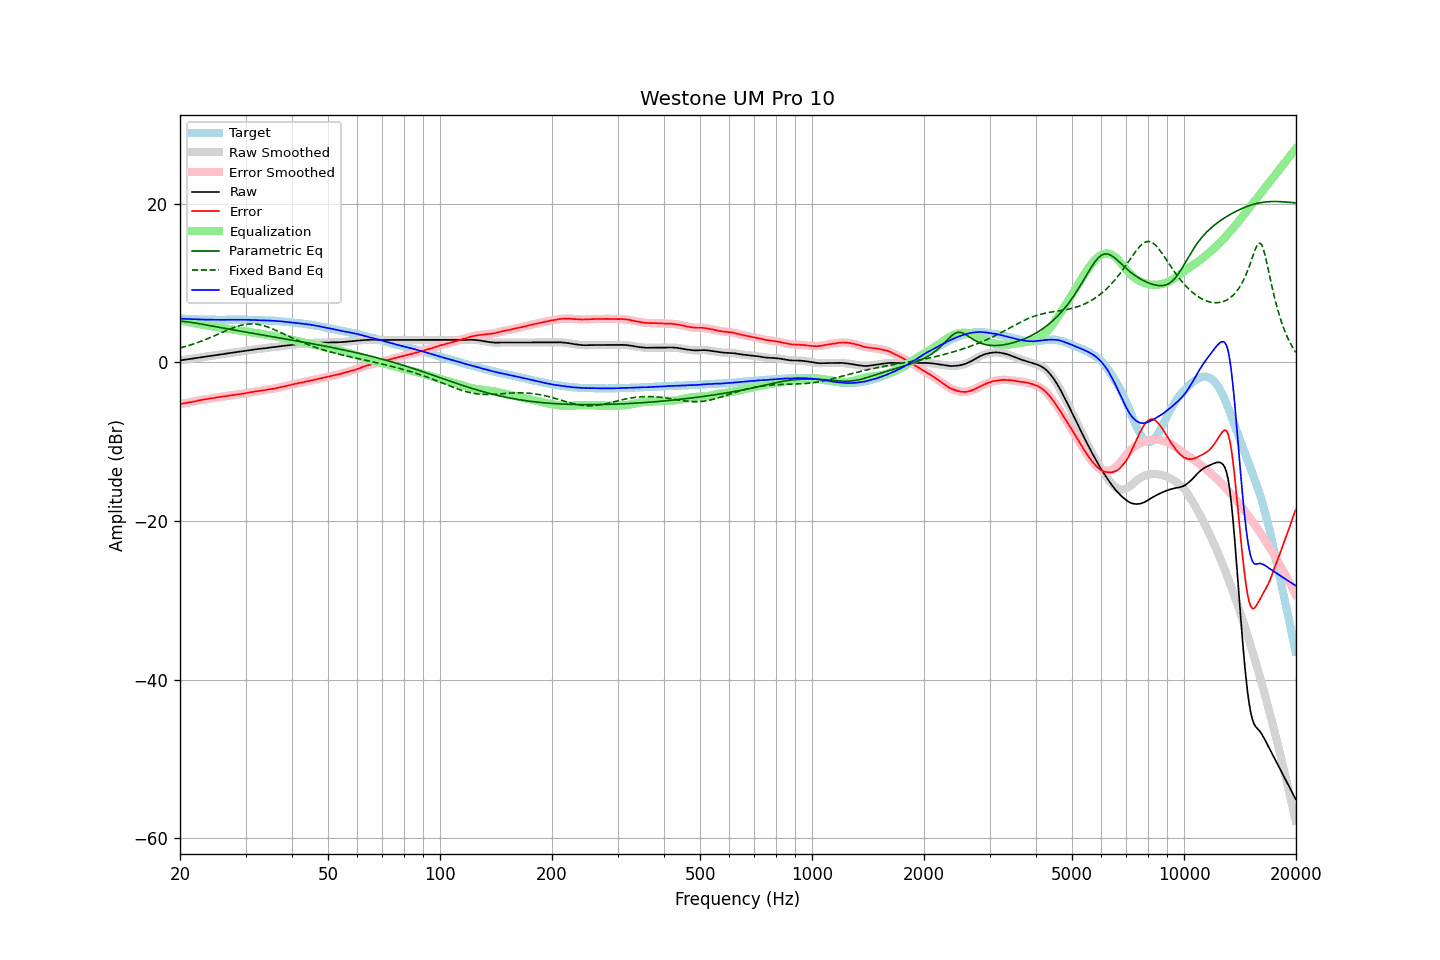 Westone UM Pro 10
Target
Raw Smoothed
Error Smoothed
Raw
Error
Equalization
Parametric Eq
Fixed Band Eq
Equalized
20
0
−20
−40
−60
Amplitude (dBr)
20 50 100 200 500 1000 2000 5000 10000 20000
Frequency (Hz)